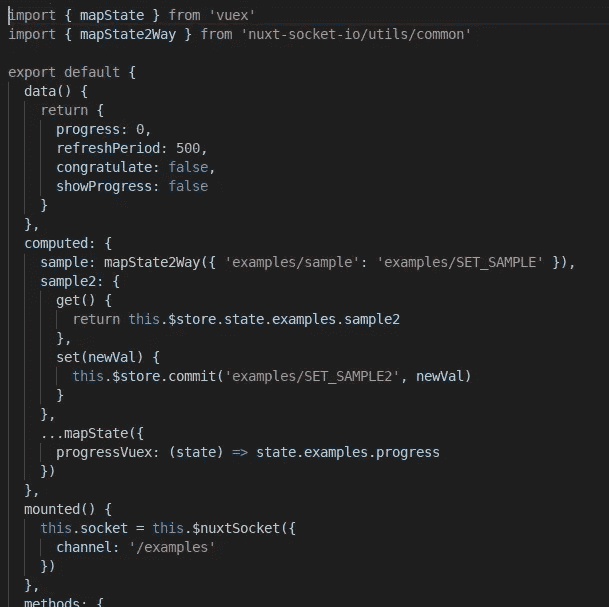 import { mapState } from 'vuex'
import { mapState2Way } from 'nuxt-socket-io/utils/common'

export default {
  data() {
    return {
      progress: 0,
      refreshPeriod: 500,
      congratulate: false,
      showProgress: false
    }
  },
  computed: {
    sample: mapState2Way({ 'examples/sample': 'examples/SET_SAMPLE' }),
    sample2: {
      get() {
        return this.$store.state.examples.sample2
      },
      set(newVal) {
        this.$store.commit('examples/SET_SAMPLE2', newVal)
      }
    },
    ...mapState({
      progressVuex: (state) => state.examples.progress
    })
  },
  mounted() {
    this.socket = this.$nuxtSocket({
      channel: '/examples'
    })
  },
  methods: {